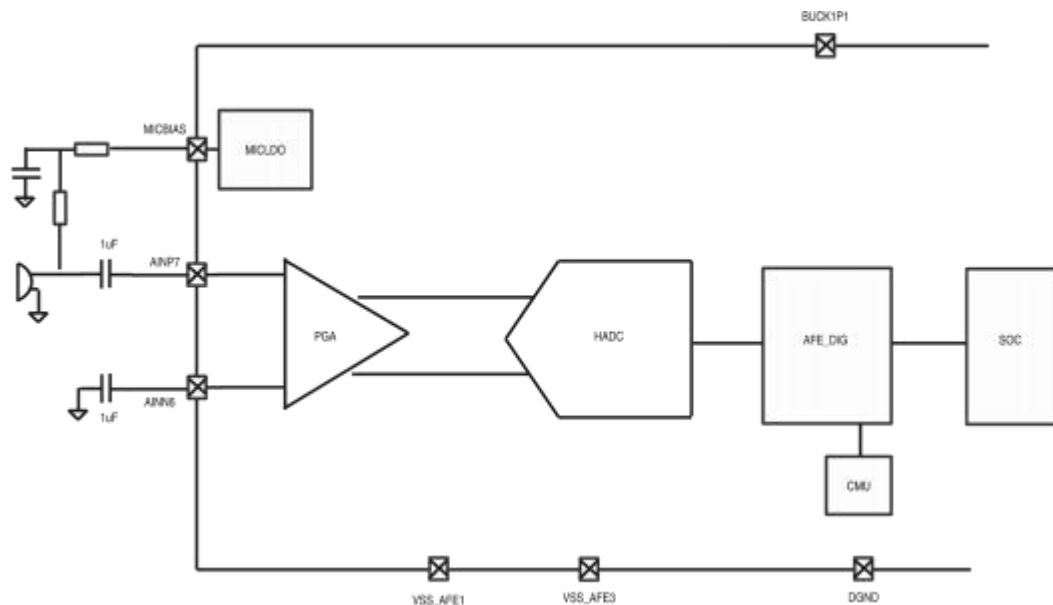 BUCK1P1
MICBIAS
MICLDO
1uF
AINP7
PGA
HADC
AFE_DIG
SOC
AINN6
1uF
CMU
VSS_AFE1
VSS_AFE3
DGND